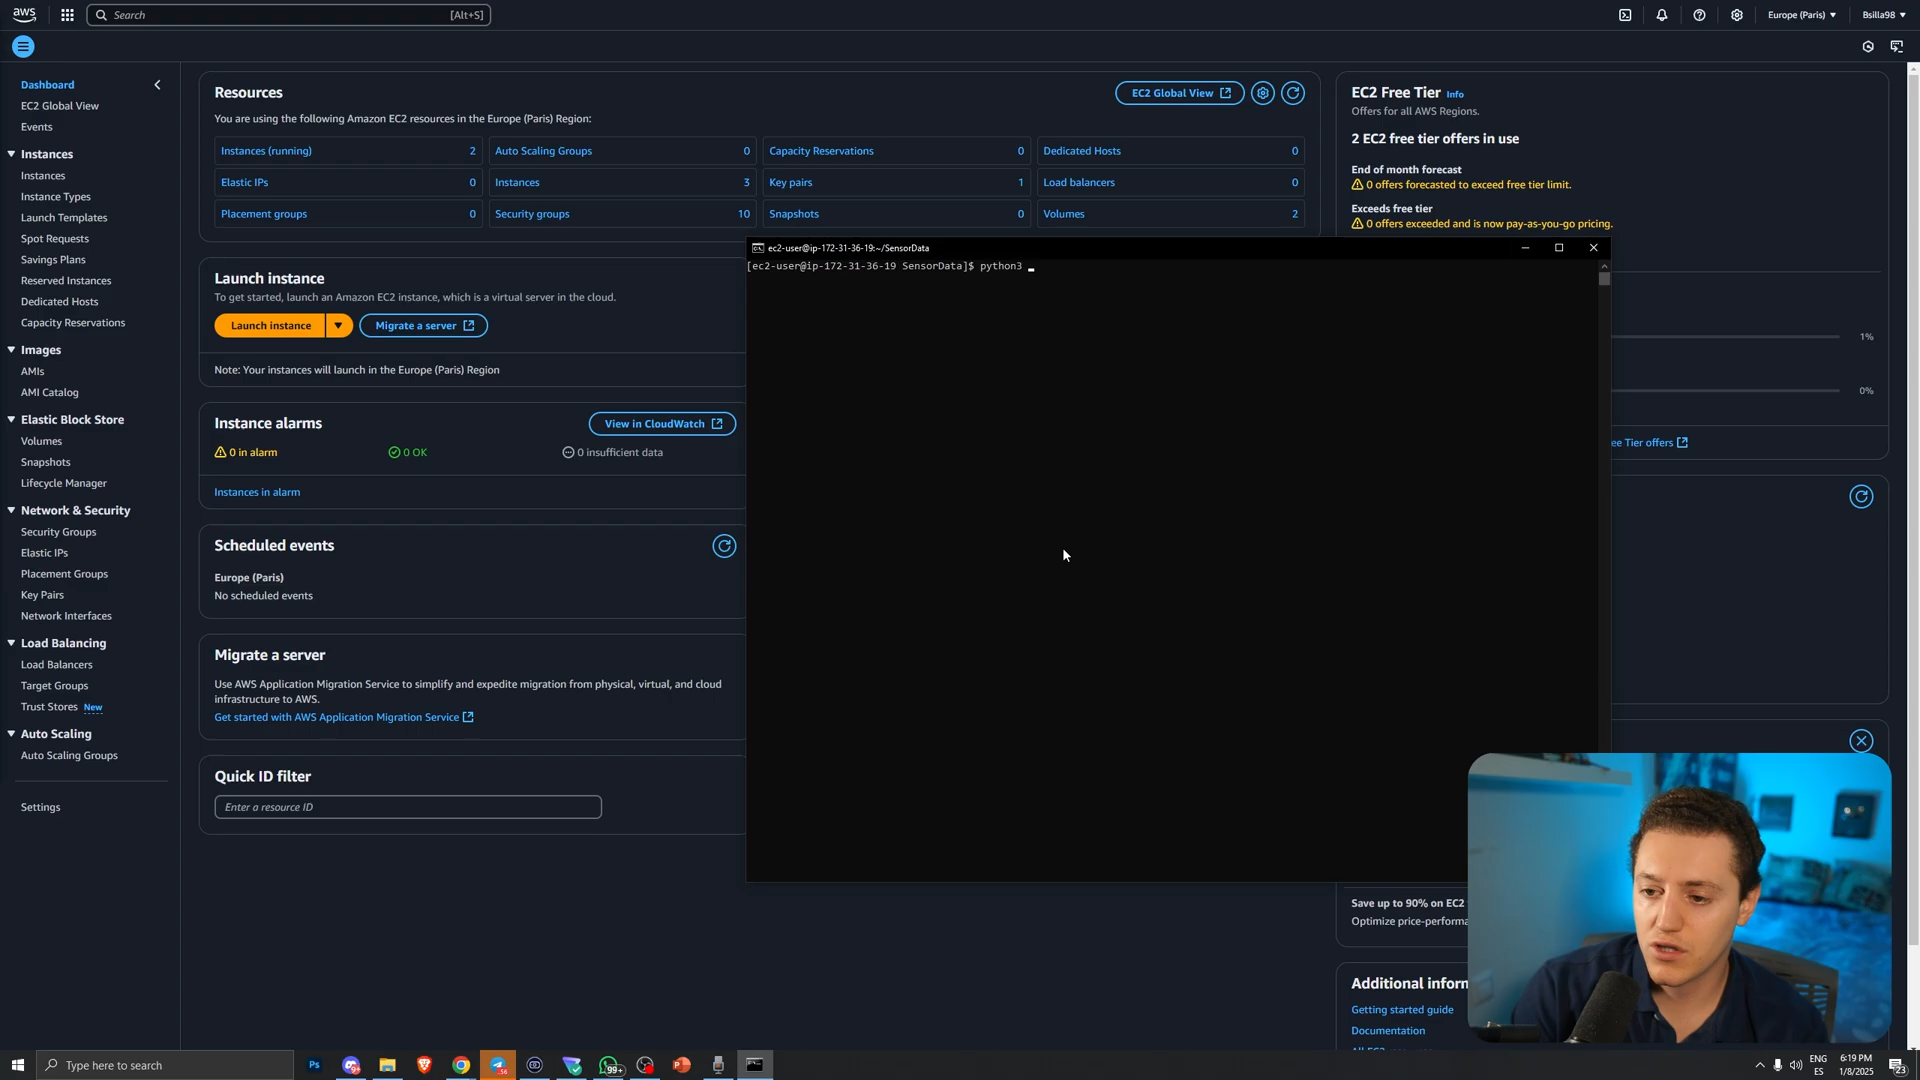 aws
Search
[Alt+S]
Europe (Paris) ▼
Bsilla98 ▼
Dashboard
EC2 Global View
Events
Instances
Instances
Instance Types
Launch Templates
Spot Requests
Savings Plans
Reserved Instances
Dedicated Hosts
Capacity Reservations
Images
AMIs
AMI Catalog
Elastic Block Store
Volumes
Snapshots
Lifecycle Manager
Network & Security
Security Groups
Elastic IPs
Placement Groups
Key Pairs
Network Interfaces
Load Balancing
Load Balancers
Target Groups
Trust Stores New
Auto Scaling
Auto Scaling Groups
Settings
Resources
EC2 Global View
You are using the following Amazon EC2 resources in the Europe (Paris) Region:
Instances (running) 2
Auto Scaling Groups 0
Capacity Reservations 0
Dedicated Hosts 0
Elastic IPs 0
Instances 3
Key pairs 1
Load balancers 0
Placement groups 0
Security groups 10
Snapshots 0
Volumes 2
Launch instance
To get started, launch an Amazon EC2 instance, which is a virtual server in the cloud.
Launch instance
Migrate a server
Note: Your instances will launch in the Europe (Paris) Region
Instance alarms
View in CloudWatch
0 in alarm
0 OK
0 insufficient data
Instances in alarm
Scheduled events
Europe (Paris)
No scheduled events
Migrate a server
Use AWS Application Migration Service to simplify and expedite migration from physical, virtual, and cloud
infrastructure to AWS.
Get started with AWS Application Migration Service
Quick ID filter
Enter a resource ID
ec2-user@ip-172-31-36-19:~/SensorData
[ec2-user@ip-172-31-36-19 SensorData]$ python3 _
EC2 Free Tier Info
Offers for all AWS Regions.
2 EC2 free tier offers in use
End of month forecast
0 offers forecasted to exceed free tier limit.
Exceeds free tier
0 offers exceeded and is now pay-as-you-go pricing.
1%
0%
ee Tier offers
Save up to 90% on EC2
Optimize price-performa
Additional inforn
Getting started guide
Documentation
Type here to search
Ps
99+
ENG
ES
6:19 PM
1/8/2025
23